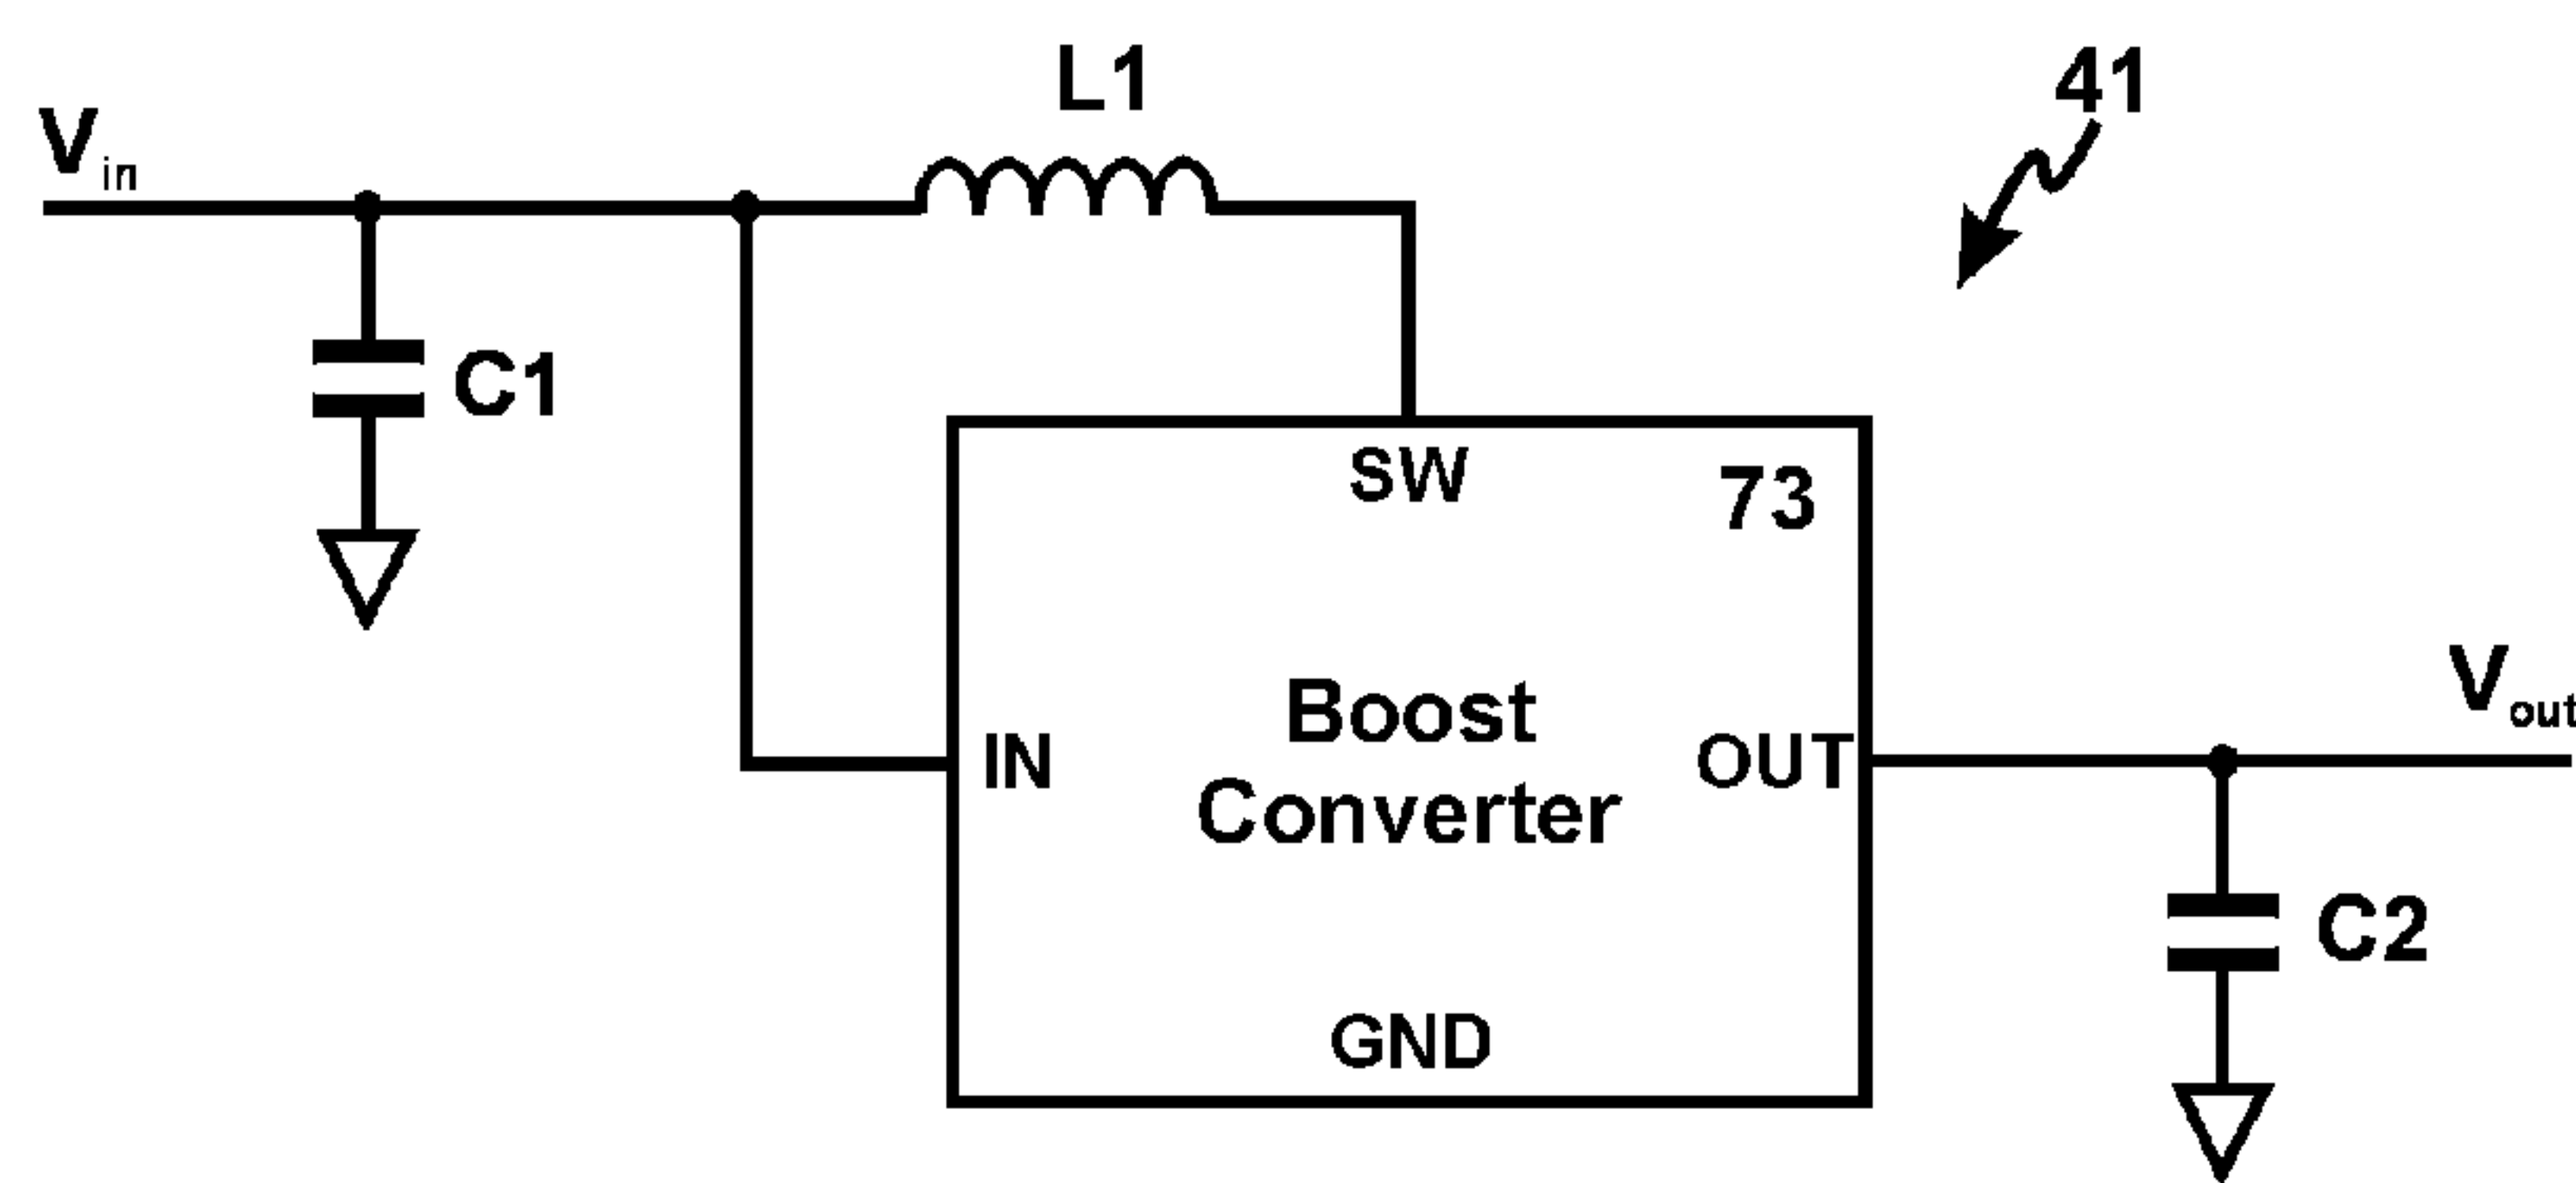 L1
41
Vin
C1
SW
73
Boost
Converter
IN
OUT
Vout
C2
GND